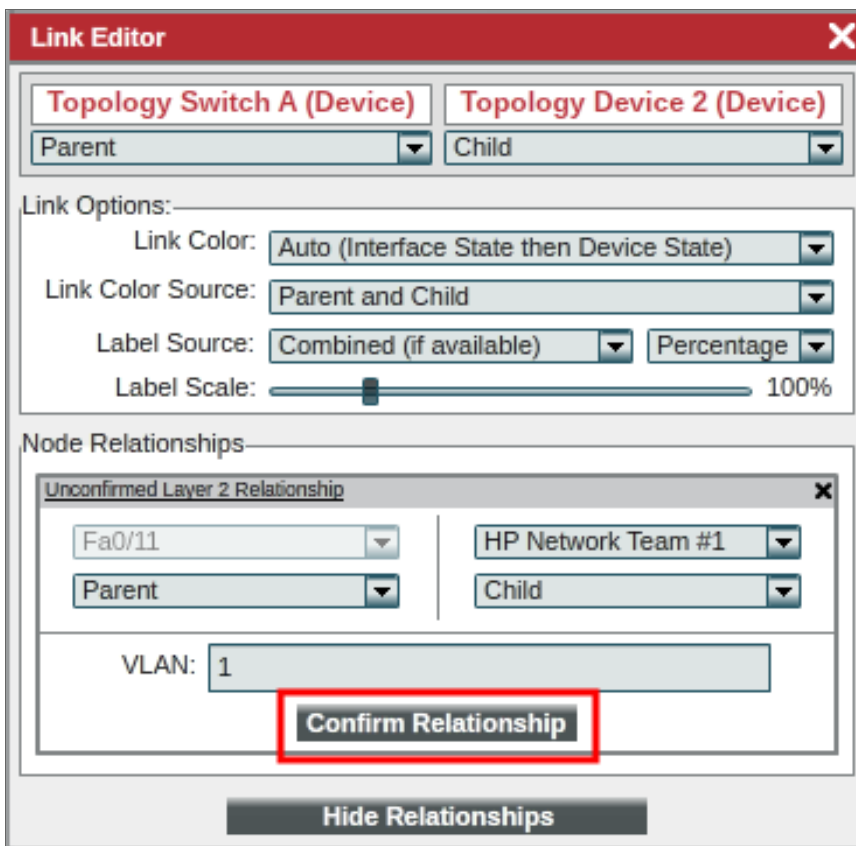 Link Editor
Topology Switch A (Device) Topology Device 2 (Device)
Parent Child
Link Options:
Link Color: Auto (Interface State then Device State)
Link Color Source: Parent and Child
Label Source: Combined (if available) Percentage
Label Scale: 100%
Node Relationships
Unconfirmed Layer 2 Relationship
Fa0/11 HP Network Team #1
Parent Child
VLAN: 1
Confirm Relationship
Hide Relationships